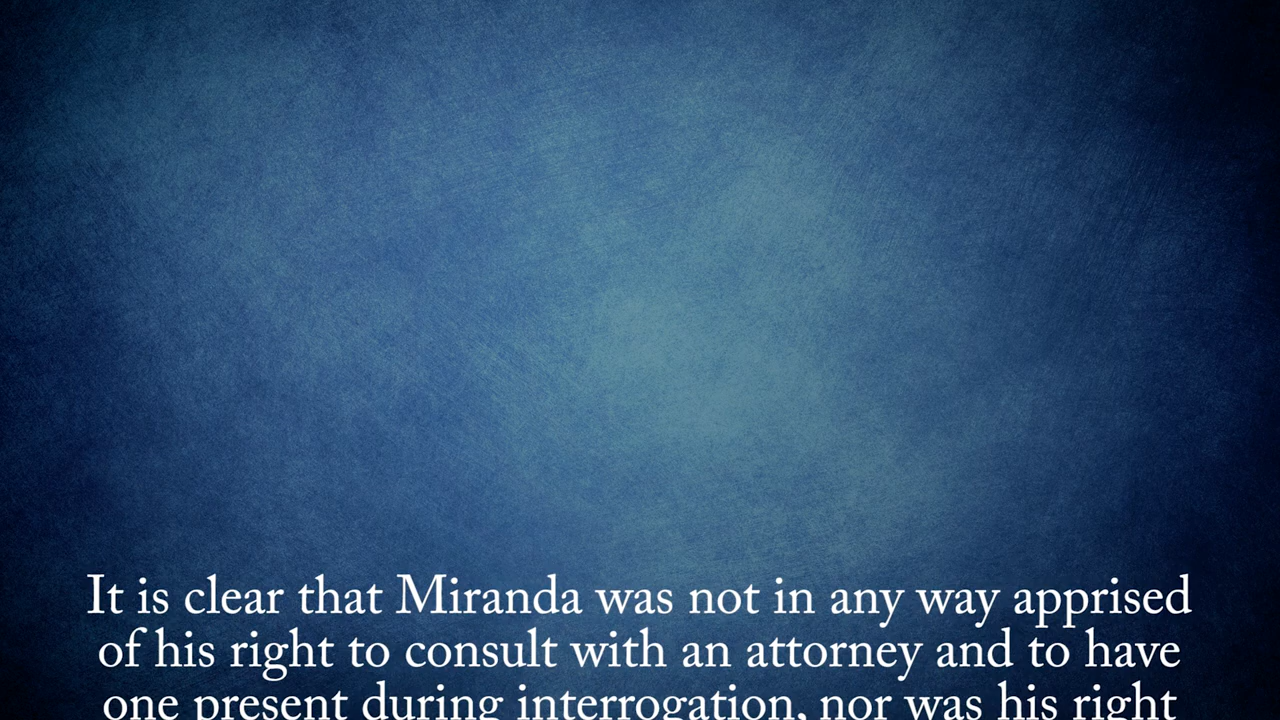 It is clear that Miranda was not in any way apprised
of his right to consult with an attorney and to have
one present during interrogation, nor was his right